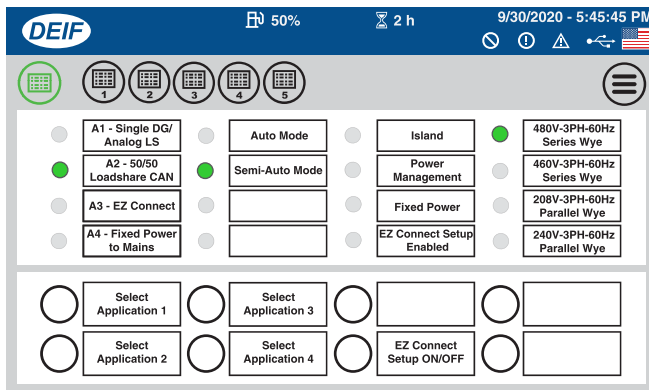 DEIF
50%
2 h
9/30/2020 - 5:45:45 PM
1
2
3
4
5
A1 - Single DG/
Analog LS
Auto Mode
Island
480V-3PH-60Hz
Series Wye
A2 - 50/50
Loadshare CAN
Semi-Auto Mode
Power
Management
460V-3PH-60Hz
Series Wye
A3 - EZ Connect
Fixed Power
208V-3PH-60Hz
Parallel Wye
A4 - Fixed Power
to Mains
EZ Connect Setup
Enabled
240V-3PH-60Hz
Parallel Wye
Select
Application 1
Select
Application 3
Select
Application 2
Select
Application 4
EZ Connect
Setup ON/OFF